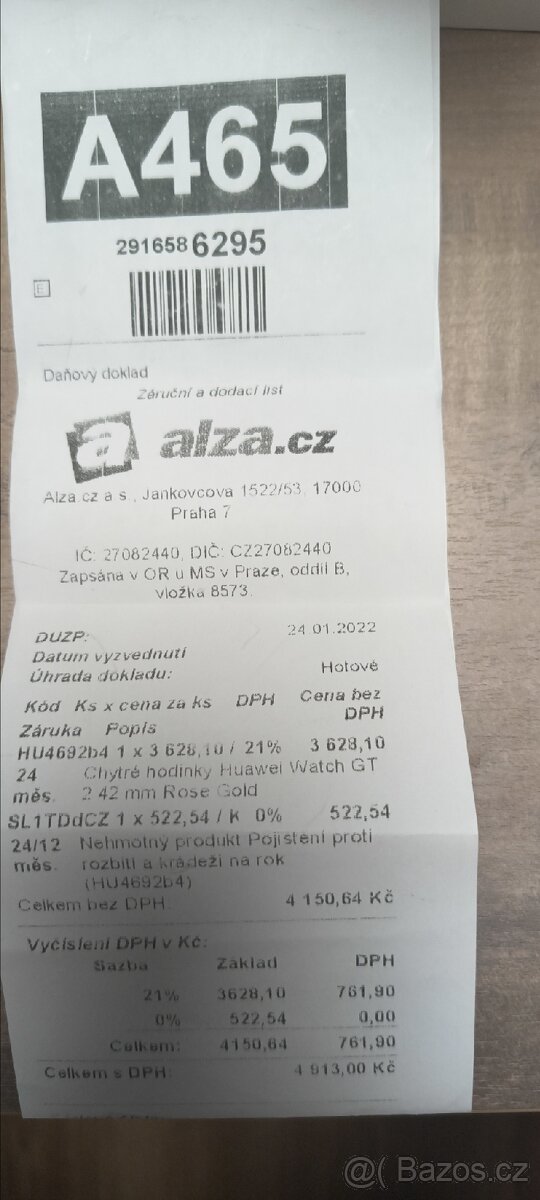 A465
2916586295
E
Daňový doklad
Záruční a dodací list
a alza.cz
Alza.cz a.s., Jankovcova 1522/53, 17000
Praha 7
IČ: 27082440, DIČ: CZ27082440
Zapsána v OR u MS v Praze, oddíl B,
vložka 8573.
DUZP: 24.01.2022
Datum vyzvednutí
Úhrada dokladu: Hotově
Kód Ks x cena za ks DPH Cena bez
DPH
Záruka Popis
HU4692b4 1 x 3 628,10 / 21% 3 628,10
24 Chytré hodinky Huawei Watch GT
měs. 2 42 mm Rose Gold
SL1TDdCZ 1 x 522,54 / K 0% 522,54
24/12 Nehmotný produkt Pojištění proti
měs. rozbití a krádeži na rok
(HU4692b4)
Celkem bez DPH: 4 150,64 Kč
Vyčíslení DPH v Kč:
Sazba Základ DPH
21% 3628,10 761,90
0% 522,54 0,00
Celkem: 4150,64 761,90
Celkem s DPH: 4 913,00 Kč
@( Bazos.cz